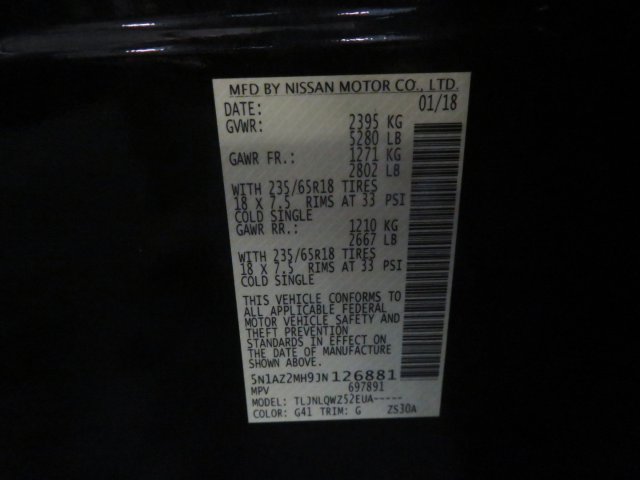 MFD BY NISSAN MOTOR CO., LTD.
DATE: 01/18
GVWR: 2395 KG
5280 LB
GAWR FR.: 1271 KG
2802 LB
WITH 235/65R18 TIRES
18 X 7.5 RIMS AT 33 PSI
COLD SINGLE
GAWR RR.: 1210 KG
2667 LB
WITH 235/65R18 TIRES
18 X 7.5 RIMS AT 33 PSI
COLD SINGLE
THIS VEHICLE CONFORMS TO
ALL APPLICABLE FEDERAL
MOTOR VEHICLE SAFETY AND
THEFT PREVENTION
STANDARDS IN EFFECT ON
THE DATE OF MANUFACTURE
SHOWN ABOVE.
5N1AZ2MH9JN126881
MPV 697891
MODEL: TLJNLQWZ52EUA-----
COLOR: G41 TRIM: G ZS30A